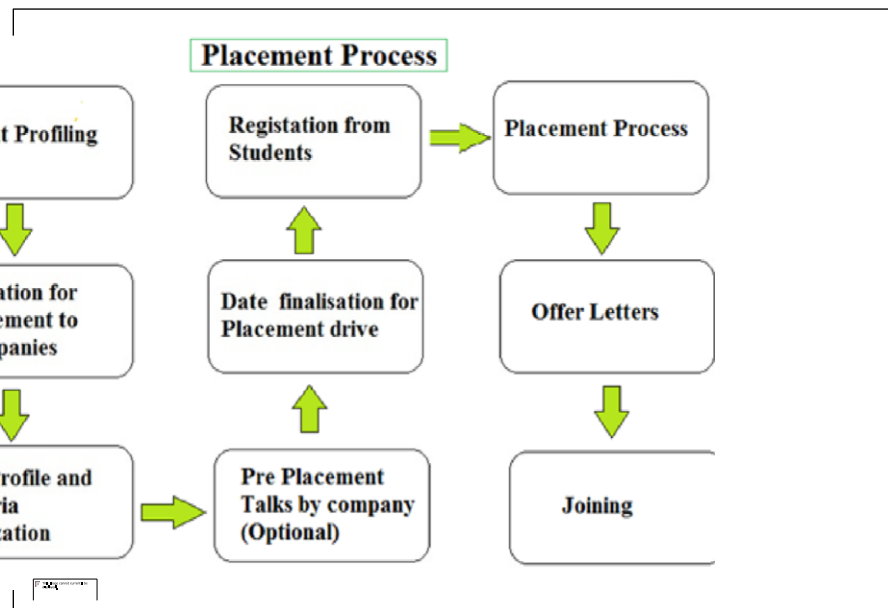 Placement Process
t Profiling
ation for
ement to
panies
rofile and
ria
zation
Pre Placement
Talks by company
(Optional)
Date finalisation for
Placement drive
Registation from
Students
Placement Process
Offer Letters
Joining